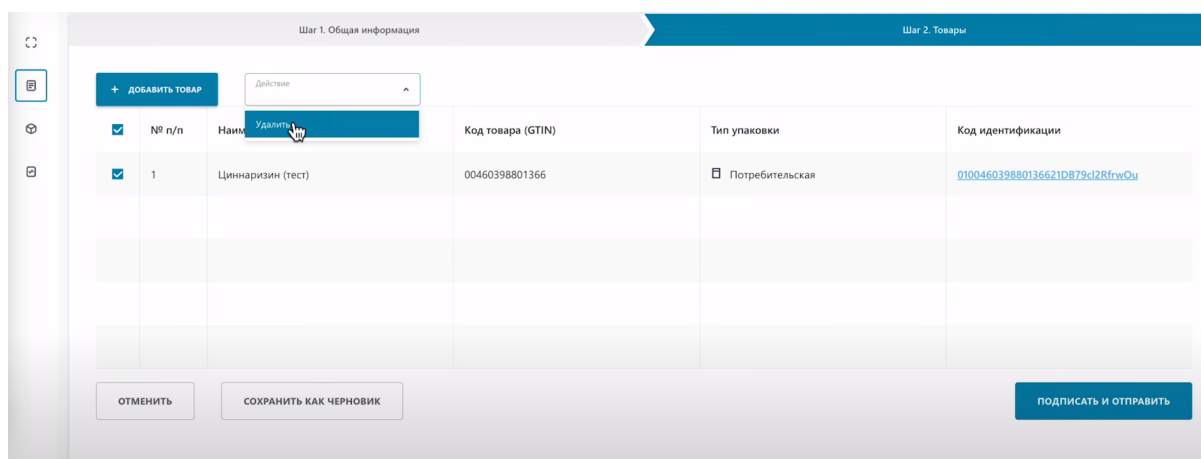 Шаг 1. Общая информация
Шаг 2. Товары
+ ДОБАВИТЬ ТОВАР
Действие
Удалить
№ п/п
Код товара (GTIN)
Тип упаковки
Код идентификации
1
Циннаризин (тест)
00460398801366
Потребительская
010046039880136621DB79cl2RfrwOu
ОТМЕНИТЬ
СОХРАНИТЬ КАК ЧЕРНОВИК
ПОДПИСАТЬ И ОТПРАВИТЬ